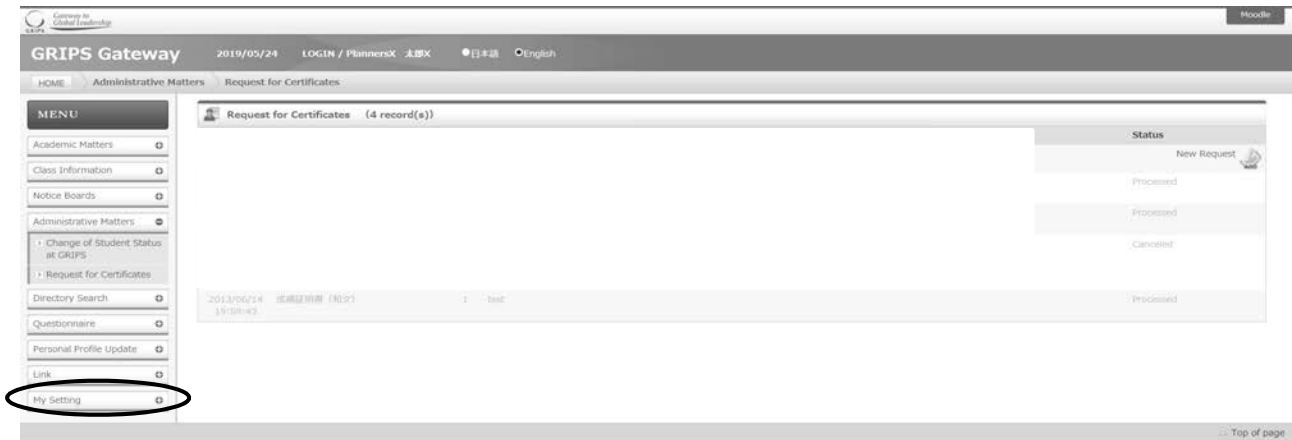 Gateway to
Global Leadership
GRIPS
Moodle
GRIPS Gateway 2019/05/24 LOGIN / PlannersX 太郎X 日本語 English
HOME Administrative Matters Request for Certificates
MENU
Request for Certificates (4 record(s))
Status
Academic Matters
New Request
Class Information
Processed
Notice Boards
Processed
Administrative Matters
Change of Student Status
at GRIPS
Canceled
Request for Certificates
Directory Search
2013/06/14 成績証明書（和文） 1 test
Processed
Questionnaire
Personal Profile Update
Link
My Setting
Top of page